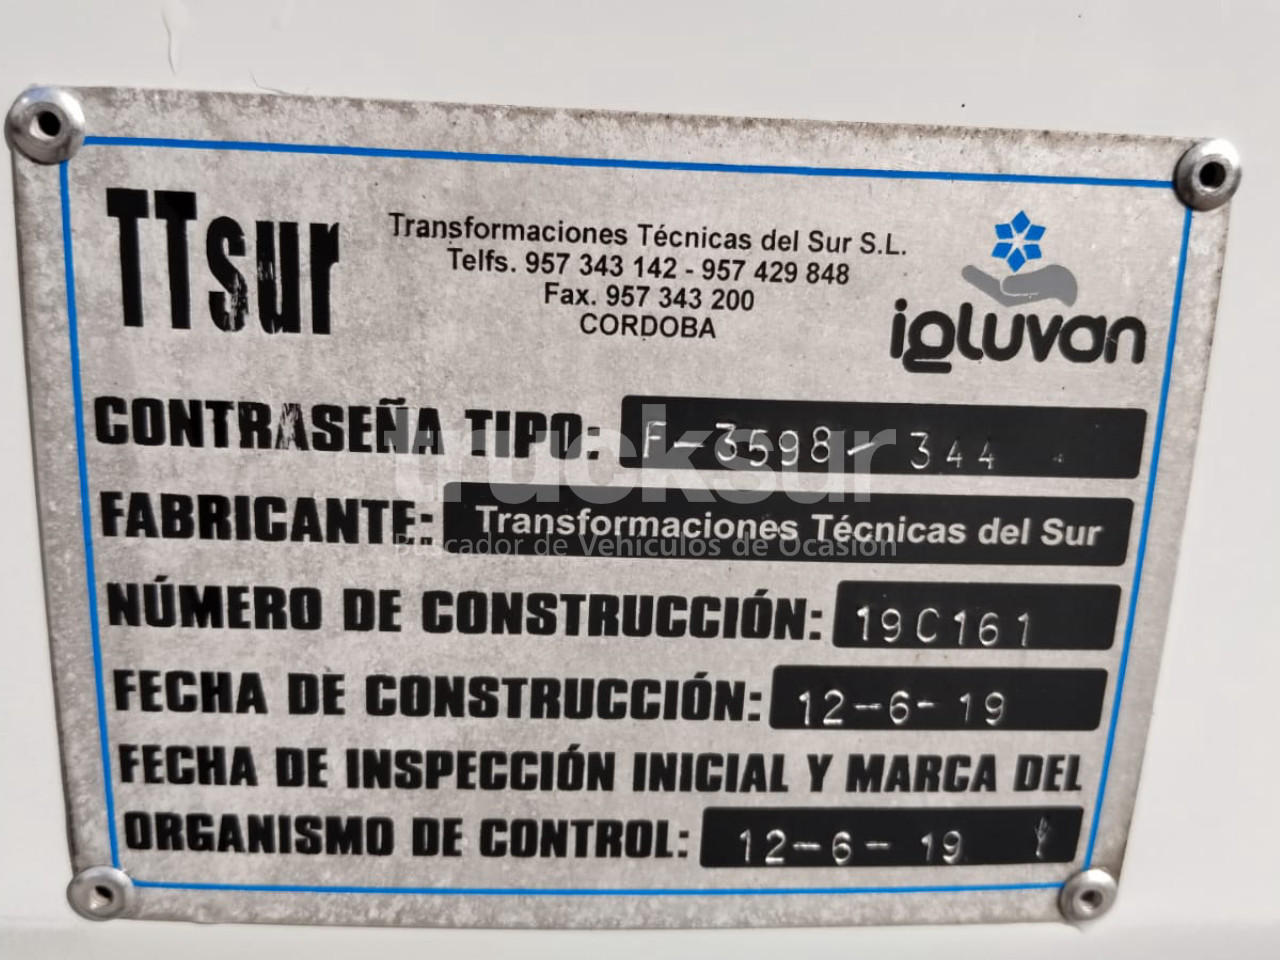 TTsur
Transformaciones Técnicas del Sur S.L.
Telfs. 957 343 142 - 957 429 848
Fax. 957 343 200
CORDOBA
igluvan
CONTRASEÑA TIPO: F-3598-344
FABRICANTE: Transformaciones Técnicas del Sur
NÚMERO DE CONSTRUCCIÓN: 19C161
FECHA DE CONSTRUCCIÓN: 12-6-19
FECHA DE INSPECCIÓN INICIAL Y MARCA DEL
ORGANISMO DE CONTROL: 12-6-19
trucksur
Buscador de Vehículos de Ocasión